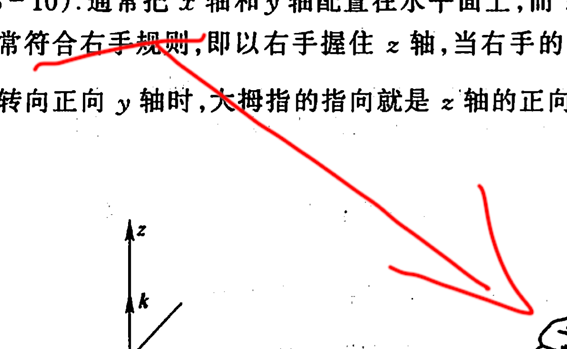 -10).通常把 x 轴和 y 轴配置在水平面上,而
常符合右手规则,即以右手握住 z 轴,当右手的
转向正向 y 轴时,大拇指的指向就是 z 轴的正向
z
k